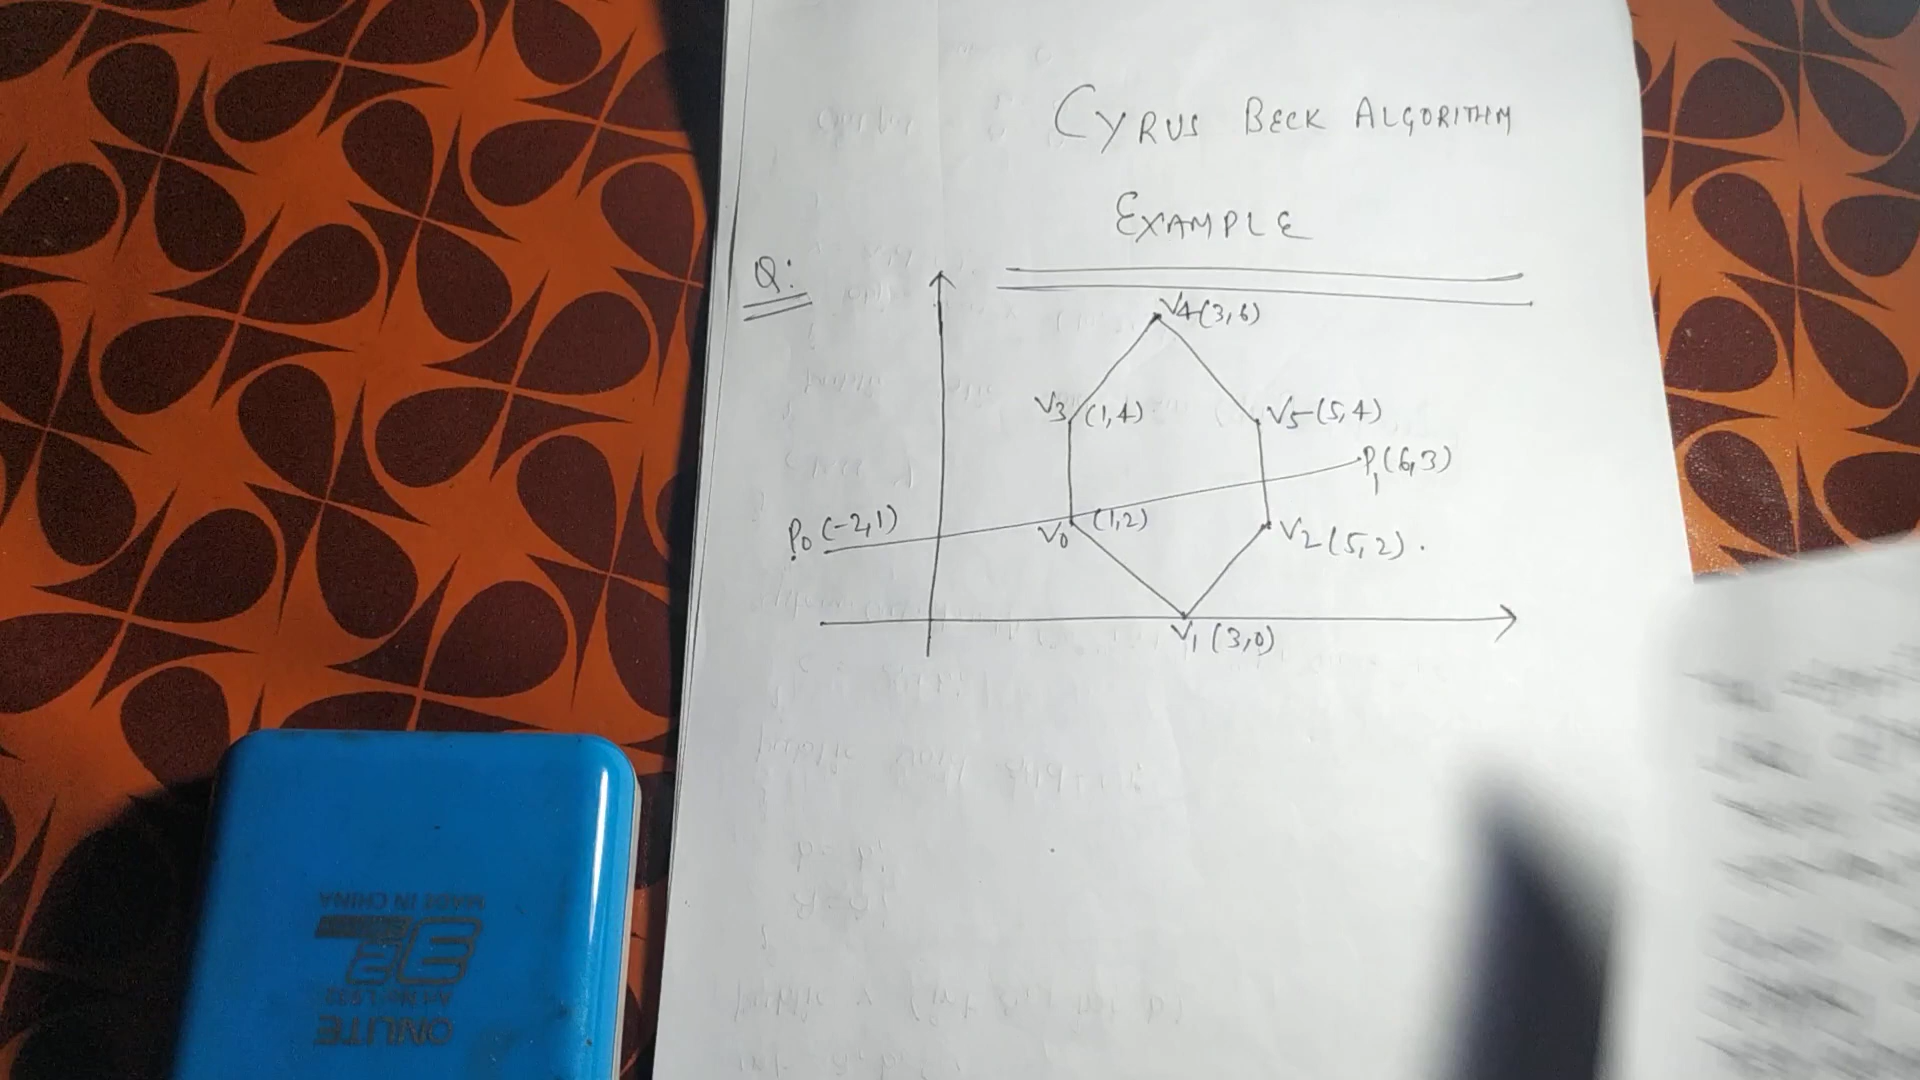 CYRUS BECK ALGORITHM
EXAMPLE
Q:
V4(3,6)
V3 (1,4)
V5(5,4)
P1(6,3)
P0(-2,1)
V0 (1,2)
V2(5,2).
V1(3,0)
MADE IN CHINA
32
ONLITE